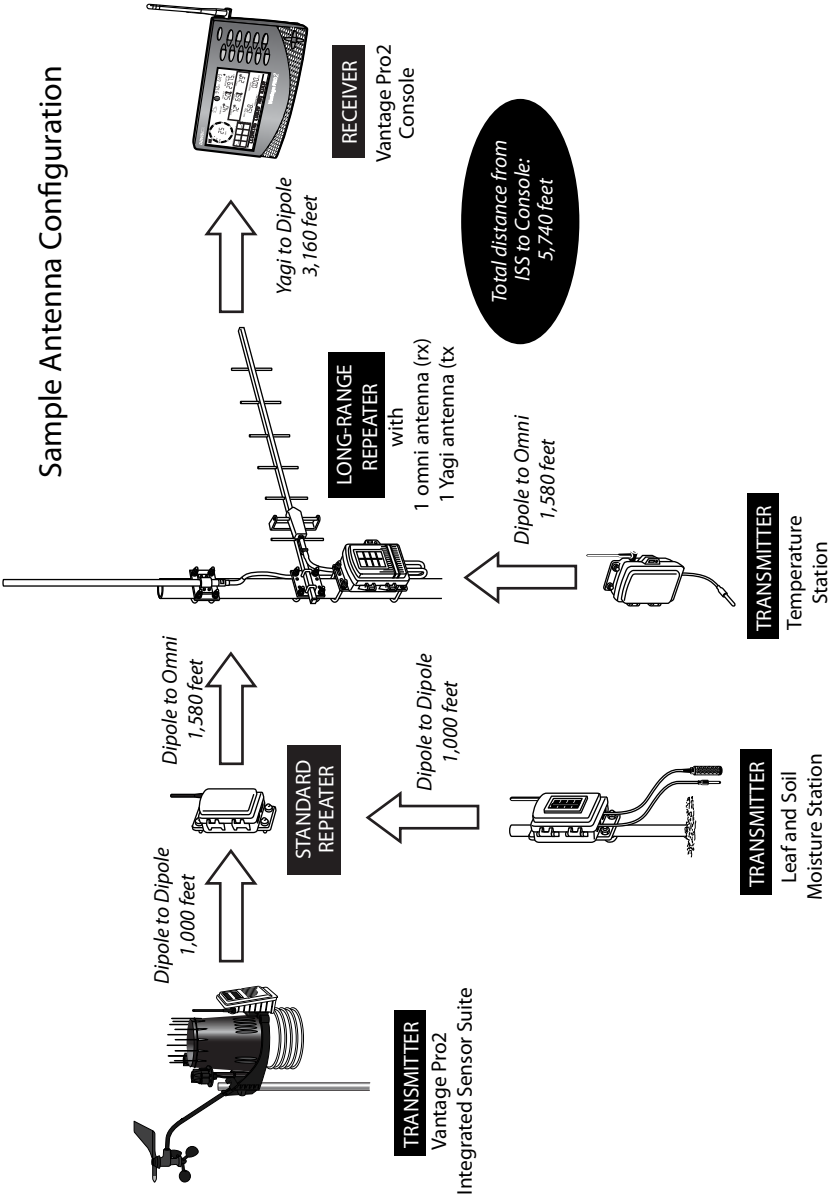 Sample Antenna Configuration
Dipole to Dipole
1,000 feet
Dipole to Omni
1,580 feet
Yagi to Dipole
3,160 feet
TRANSMITTER
Vantage Pro2
Integrated Sensor Suite
STANDARD
REPEATER
LONG-RANGE
REPEATER
with
1 omni antenna (rx)
1 Yagi antenna (tx
RECEIVER
Vantage Pro2
Console
Dipole to Dipole
1,000 feet
Dipole to Omni
1,580 feet
Total distance from
ISS to Console:
5,740 feet
TRANSMITTER
Leaf and Soil
Moisture Station
TRANSMITTER
Temperature
Station